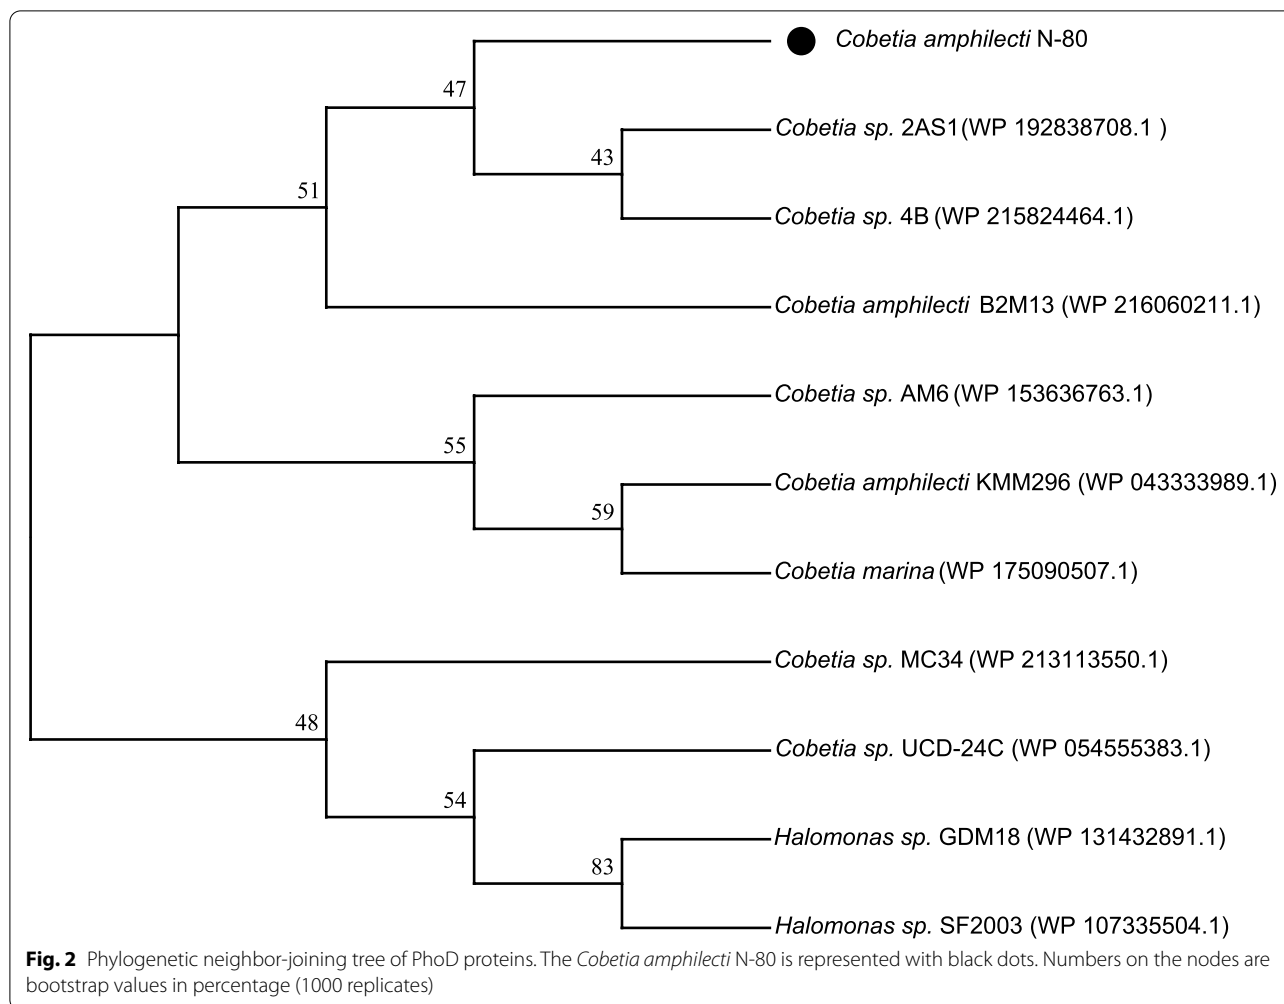 Cobetia amphilecti N-80
47
Cobetia sp. 2AS1(WP 192838708.1 )
43
51
Cobetia sp. 4B (WP 215824464.1)
Cobetia amphilecti B2M13 (WP 216060211.1)
Cobetia sp. AM6 (WP 153636763.1)
55
Cobetia amphilecti KMM296 (WP 043333989.1)
59
Cobetia marina (WP 175090507.1)
Cobetia sp. MC34 (WP 213113550.1)
48
Cobetia sp. UCD-24C (WP 054555383.1)
54
Halomonas sp. GDM18 (WP 131432891.1)
83
Halomonas sp. SF2003 (WP 107335504.1)
Fig. 2 Phylogenetic neighbor-joining tree of PhoD proteins. The Cobetia amphilecti N-80 is represented with black dots. Numbers on the nodes are
bootstrap values in percentage (1000 replicates)